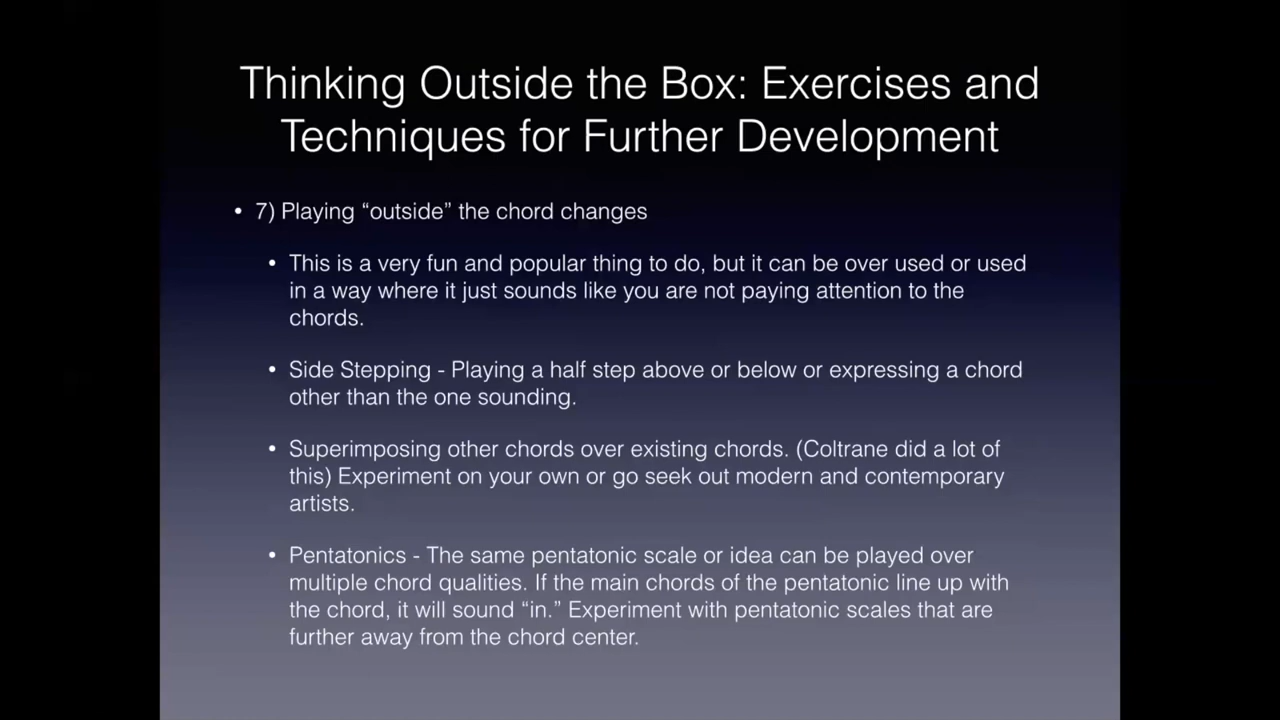 Thinking Outside the Box: Exercises and
Techniques for Further Development
• 7) Playing “outside” the chord changes
• This is a very fun and popular thing to do, but it can be over used or used
in a way where it just sounds like you are not paying attention to the
chords.
• Side Stepping - Playing a half step above or below or expressing a chord
other than the one sounding.
• Superimposing other chords over existing chords. (Coltrane did a lot of
this) Experiment on your own or go seek out modern and contemporary
artists.
• Pentatonics - The same pentatonic scale or idea can be played over
multiple chord qualities. If the main chords of the pentatonic line up with
the chord, it will sound “in.” Experiment with pentatonic scales that are
further away from the chord center.